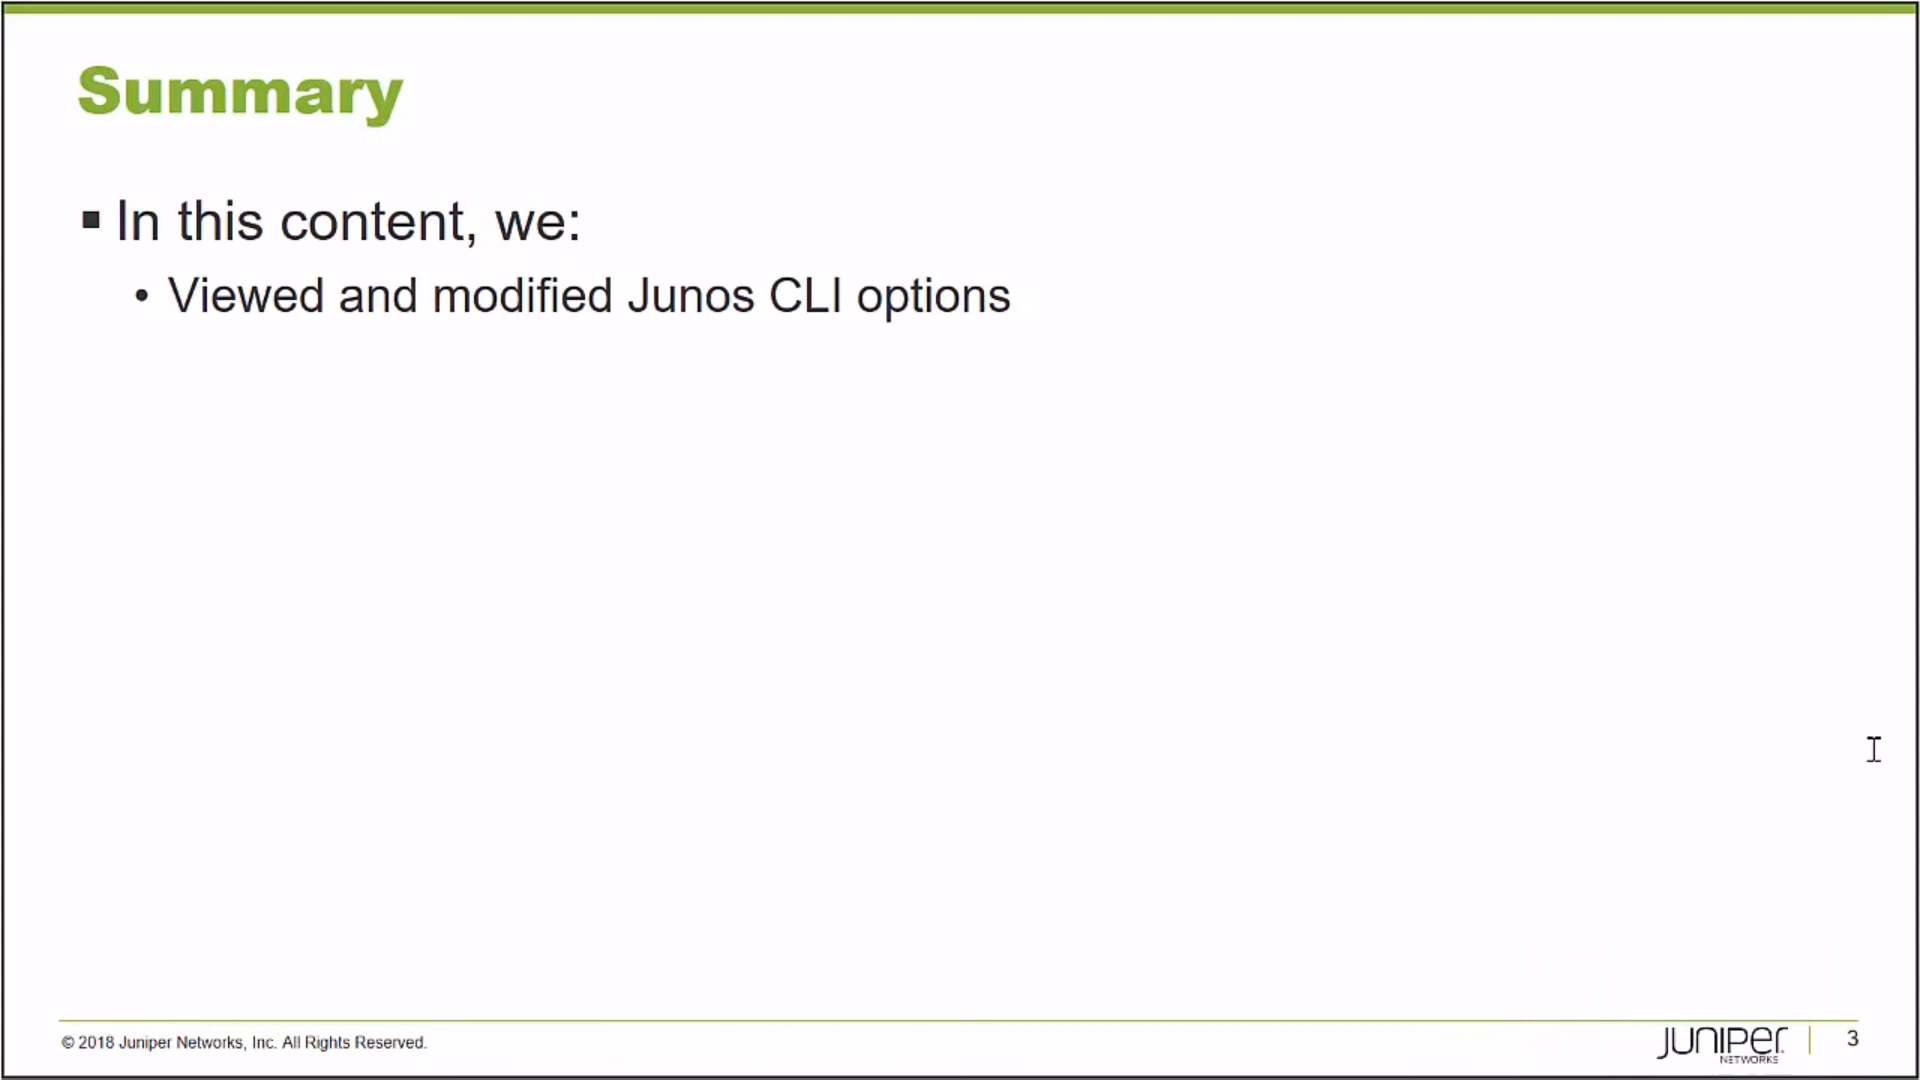 Summary
▪ In this content, we:
• Viewed and modified Junos CLI options
© 2018 Juniper Networks, Inc. All Rights Reserved.
JUNIPER
NETWORKS
3